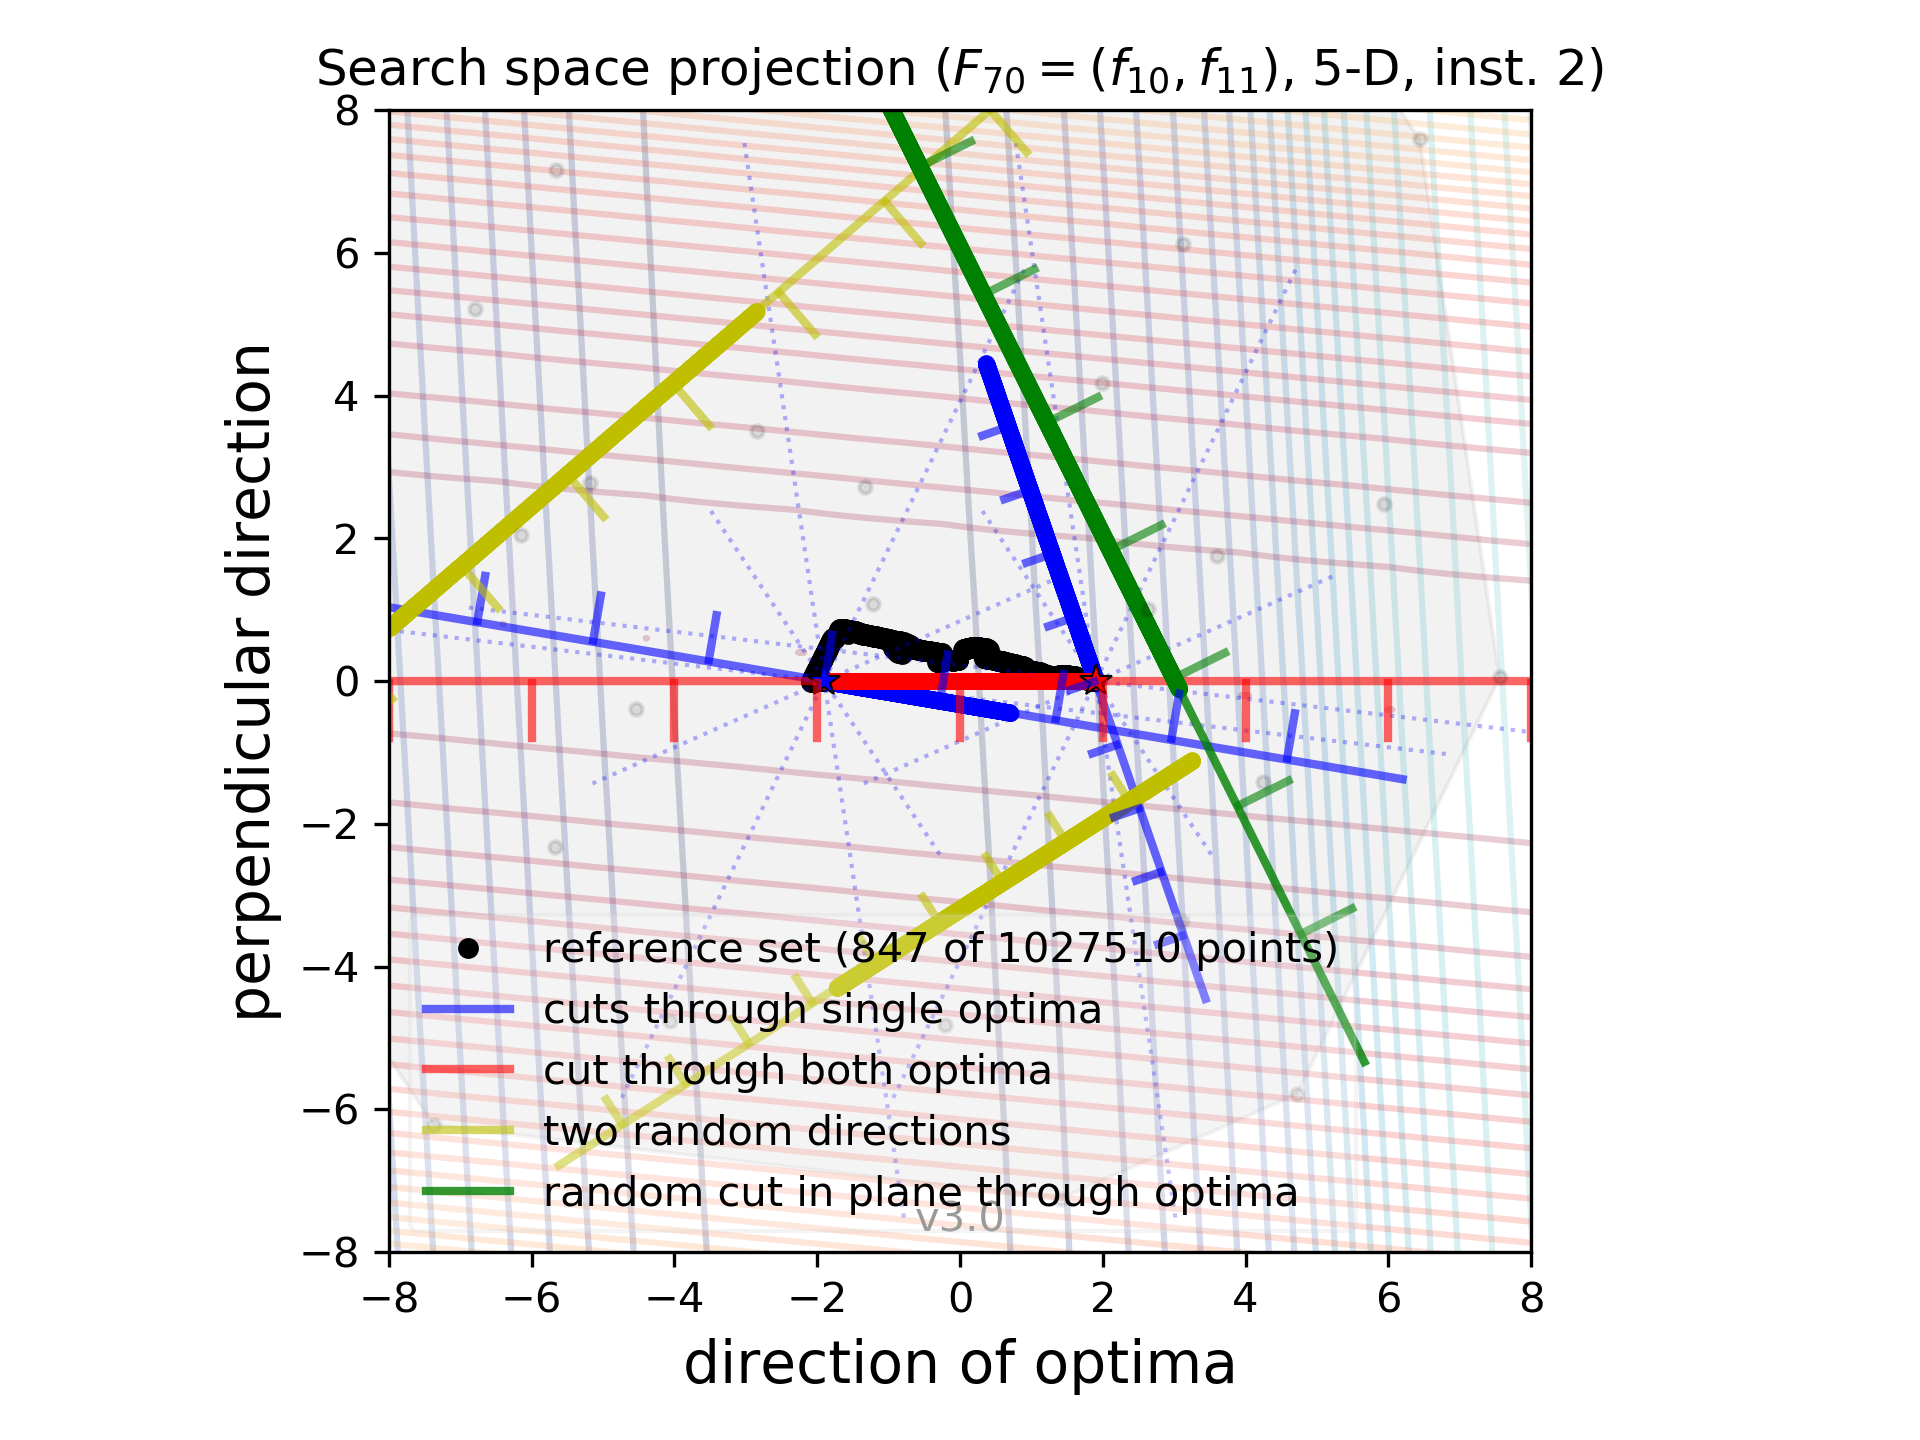 Search space projection (F70 = (f10, f11), 5-D, inst. 2)
8
6
4
2
0
−2
−4
−6
−8
perpendicular direction
reference set (847 of 1027510 points)
cuts through single optima
cut through both optima
two random directions
random cut in plane through optima
v3.0
−8 −6 −4 −2 0 2 4 6 8
direction of optima